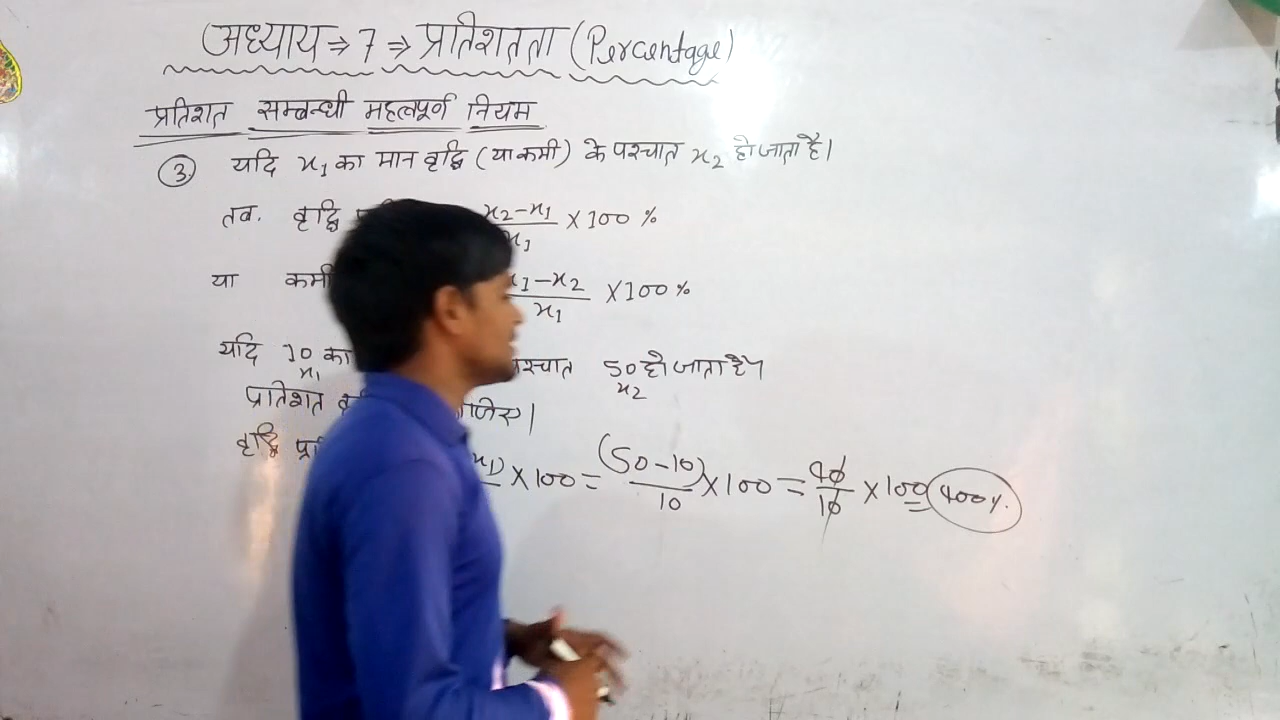 अध्याय ⇒ 7 ⇒ प्रतिशतता (Percentage)
प्रतिशत सम्बन्धी महत्वपूर्ण नियम
3. यदि x₁ का मान वृद्धि (या कमी) के पश्चात x₂ हो जाता है।
तब. वृद्धि x₂-x₁/x₁ × 100 %
या कमी x₁-x₂/x₁ × 100 %
यदि 10 का 50 हो जाता है
x₁ x₂
प्रतिशत
वृद्धि × 100 = (50-10)/10 × 100 = 40/10 × 100 400%